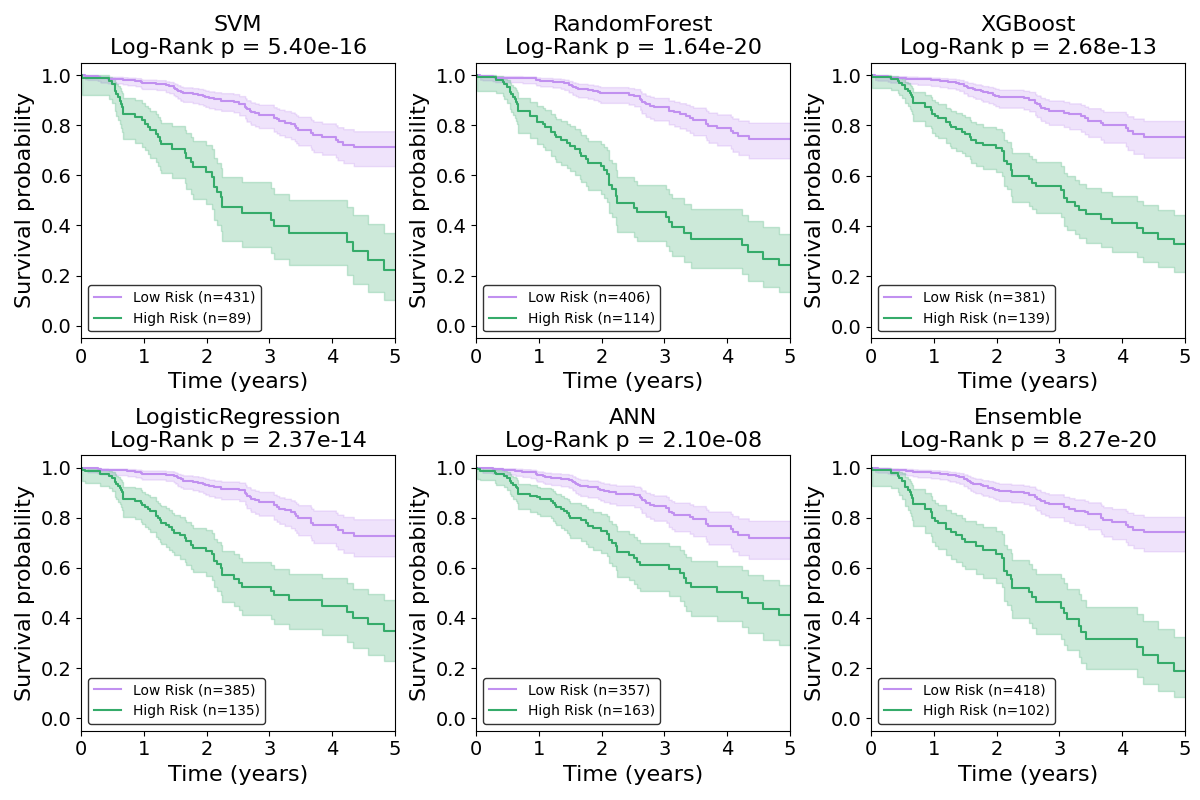 SVM
Log-Rank p = 5.40e-16
Survival probability
1.0
0.8
0.6
0.4
0.2
0.0
Low Risk (n=431)
High Risk (n=89)
0 1 2 3 4 5
Time (years)
RandomForest
Log-Rank p = 1.64e-20
Survival probability
1.0
0.8
0.6
0.4
0.2
0.0
Low Risk (n=406)
High Risk (n=114)
0 1 2 3 4 5
Time (years)
XGBoost
Log-Rank p = 2.68e-13
Survival probability
1.0
0.8
0.6
0.4
0.2
0.0
Low Risk (n=381)
High Risk (n=139)
0 1 2 3 4 5
Time (years)
LogisticRegression
Log-Rank p = 2.37e-14
Survival probability
1.0
0.8
0.6
0.4
0.2
0.0
Low Risk (n=385)
High Risk (n=135)
0 1 2 3 4 5
Time (years)
ANN
Log-Rank p = 2.10e-08
Survival probability
1.0
0.8
0.6
0.4
0.2
0.0
Low Risk (n=357)
High Risk (n=163)
0 1 2 3 4 5
Time (years)
Ensemble
Log-Rank p = 8.27e-20
Survival probability
1.0
0.8
0.6
0.4
0.2
0.0
Low Risk (n=418)
High Risk (n=102)
0 1 2 3 4 5
Time (years)